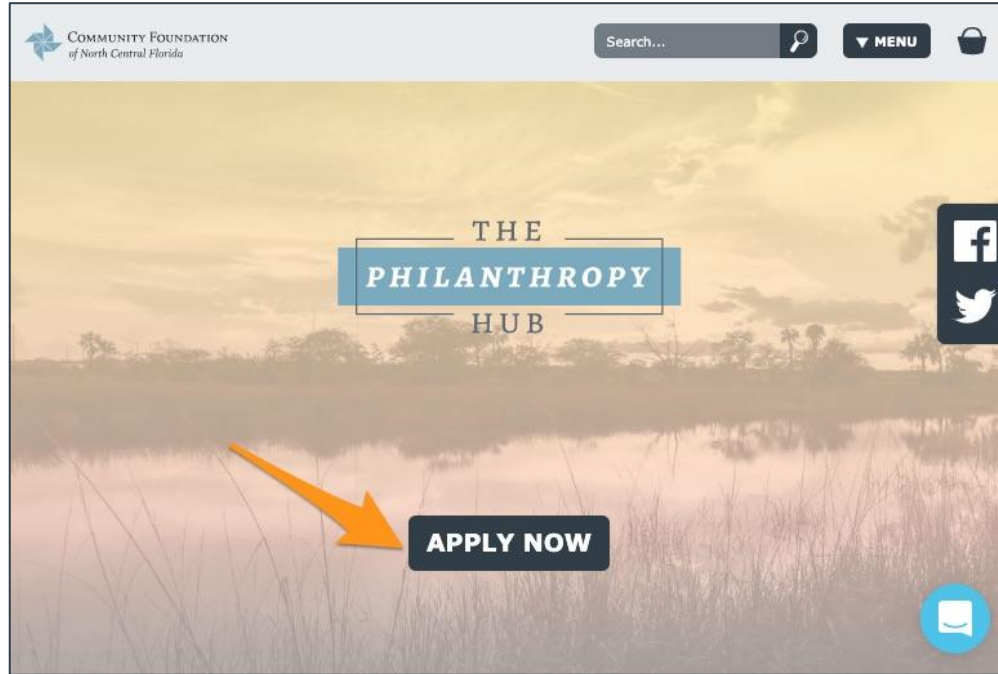 COMMUNITY FOUNDATION
of North Central Florida
Search...
▼ MENU
THE
PHILANTHROPY
HUB
APPLY NOW